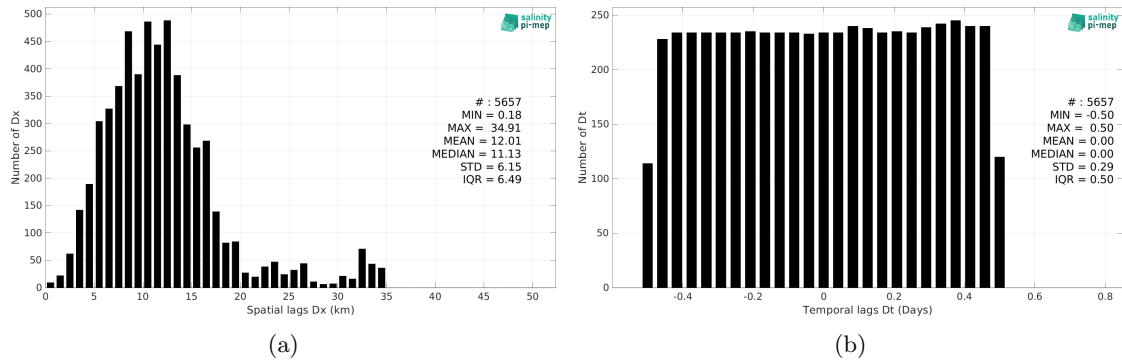 500
450
400
350
300
250
200
150
100
50
0
Number of Dx
0 5 10 15 20 25 30 35 40 45 50
Spatial lags Dx (km)
salinity
pi-mep
# : 5657
MIN = 0.18
MAX = 34.91
MEAN = 12.01
MEDIAN = 11.13
STD = 6.15
IQR = 6.49
(a)
250
200
150
100
50
0
Number of Dt
-0.4 -0.2 0 0.2 0.4 0.6 0.8
Temporal lags Dt (Days)
salinity
pi-mep
# : 5657
MIN = -0.50
MAX = 0.50
MEAN = 0.00
MEDIAN = 0.00
STD = 0.29
IQR = 0.50
(b)